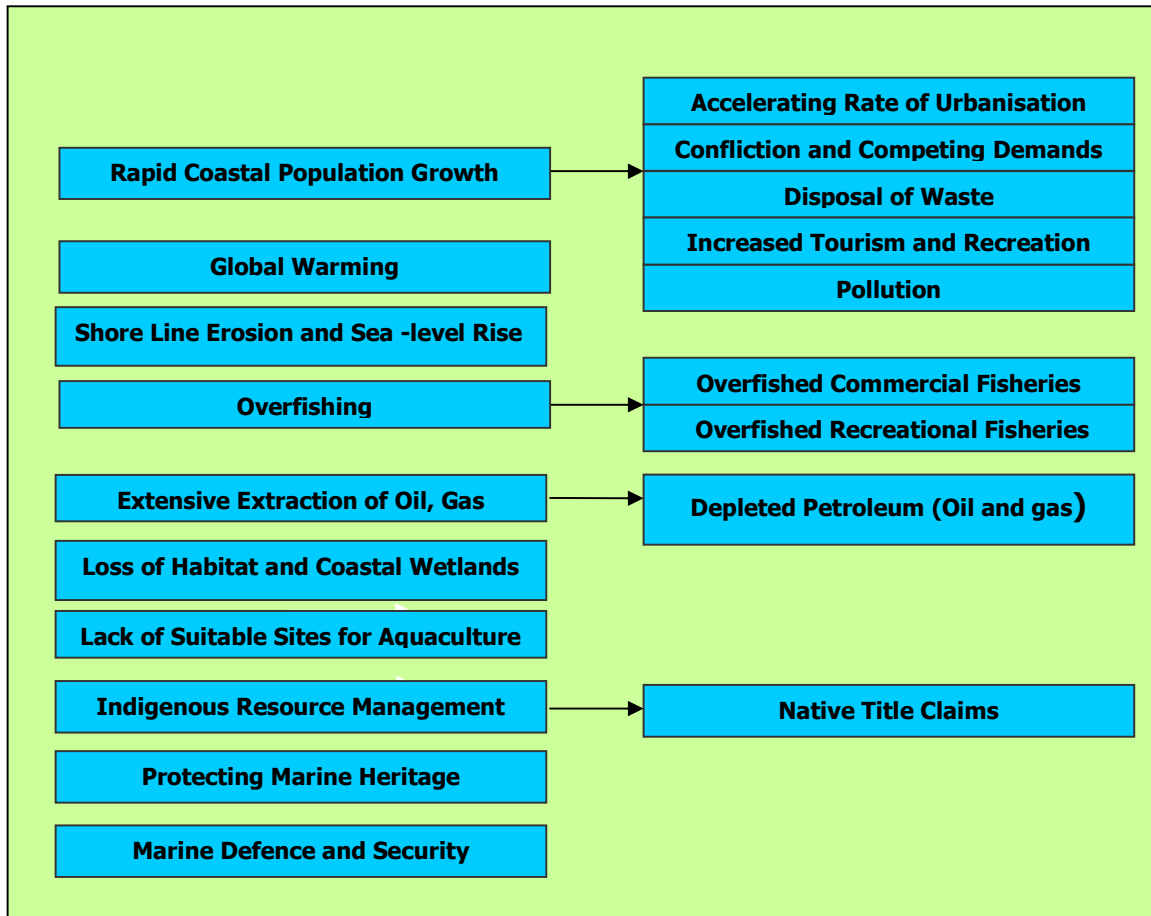 Rapid Coastal Population Growth
Accelerating Rate of Urbanisation
Confliction and Competing Demands
Disposal of Waste
Increased Tourism and Recreation
Pollution
Global Warming
Shore Line Erosion and Sea -level Rise
Overfishing
Overfished Commercial Fisheries
Overfished Recreational Fisheries
Extensive Extraction of Oil, Gas
Depleted Petroleum (Oil and gas)
Loss of Habitat and Coastal Wetlands
Lack of Suitable Sites for Aquaculture
Indigenous Resource Management
Native Title Claims
Protecting Marine Heritage
Marine Defence and Security